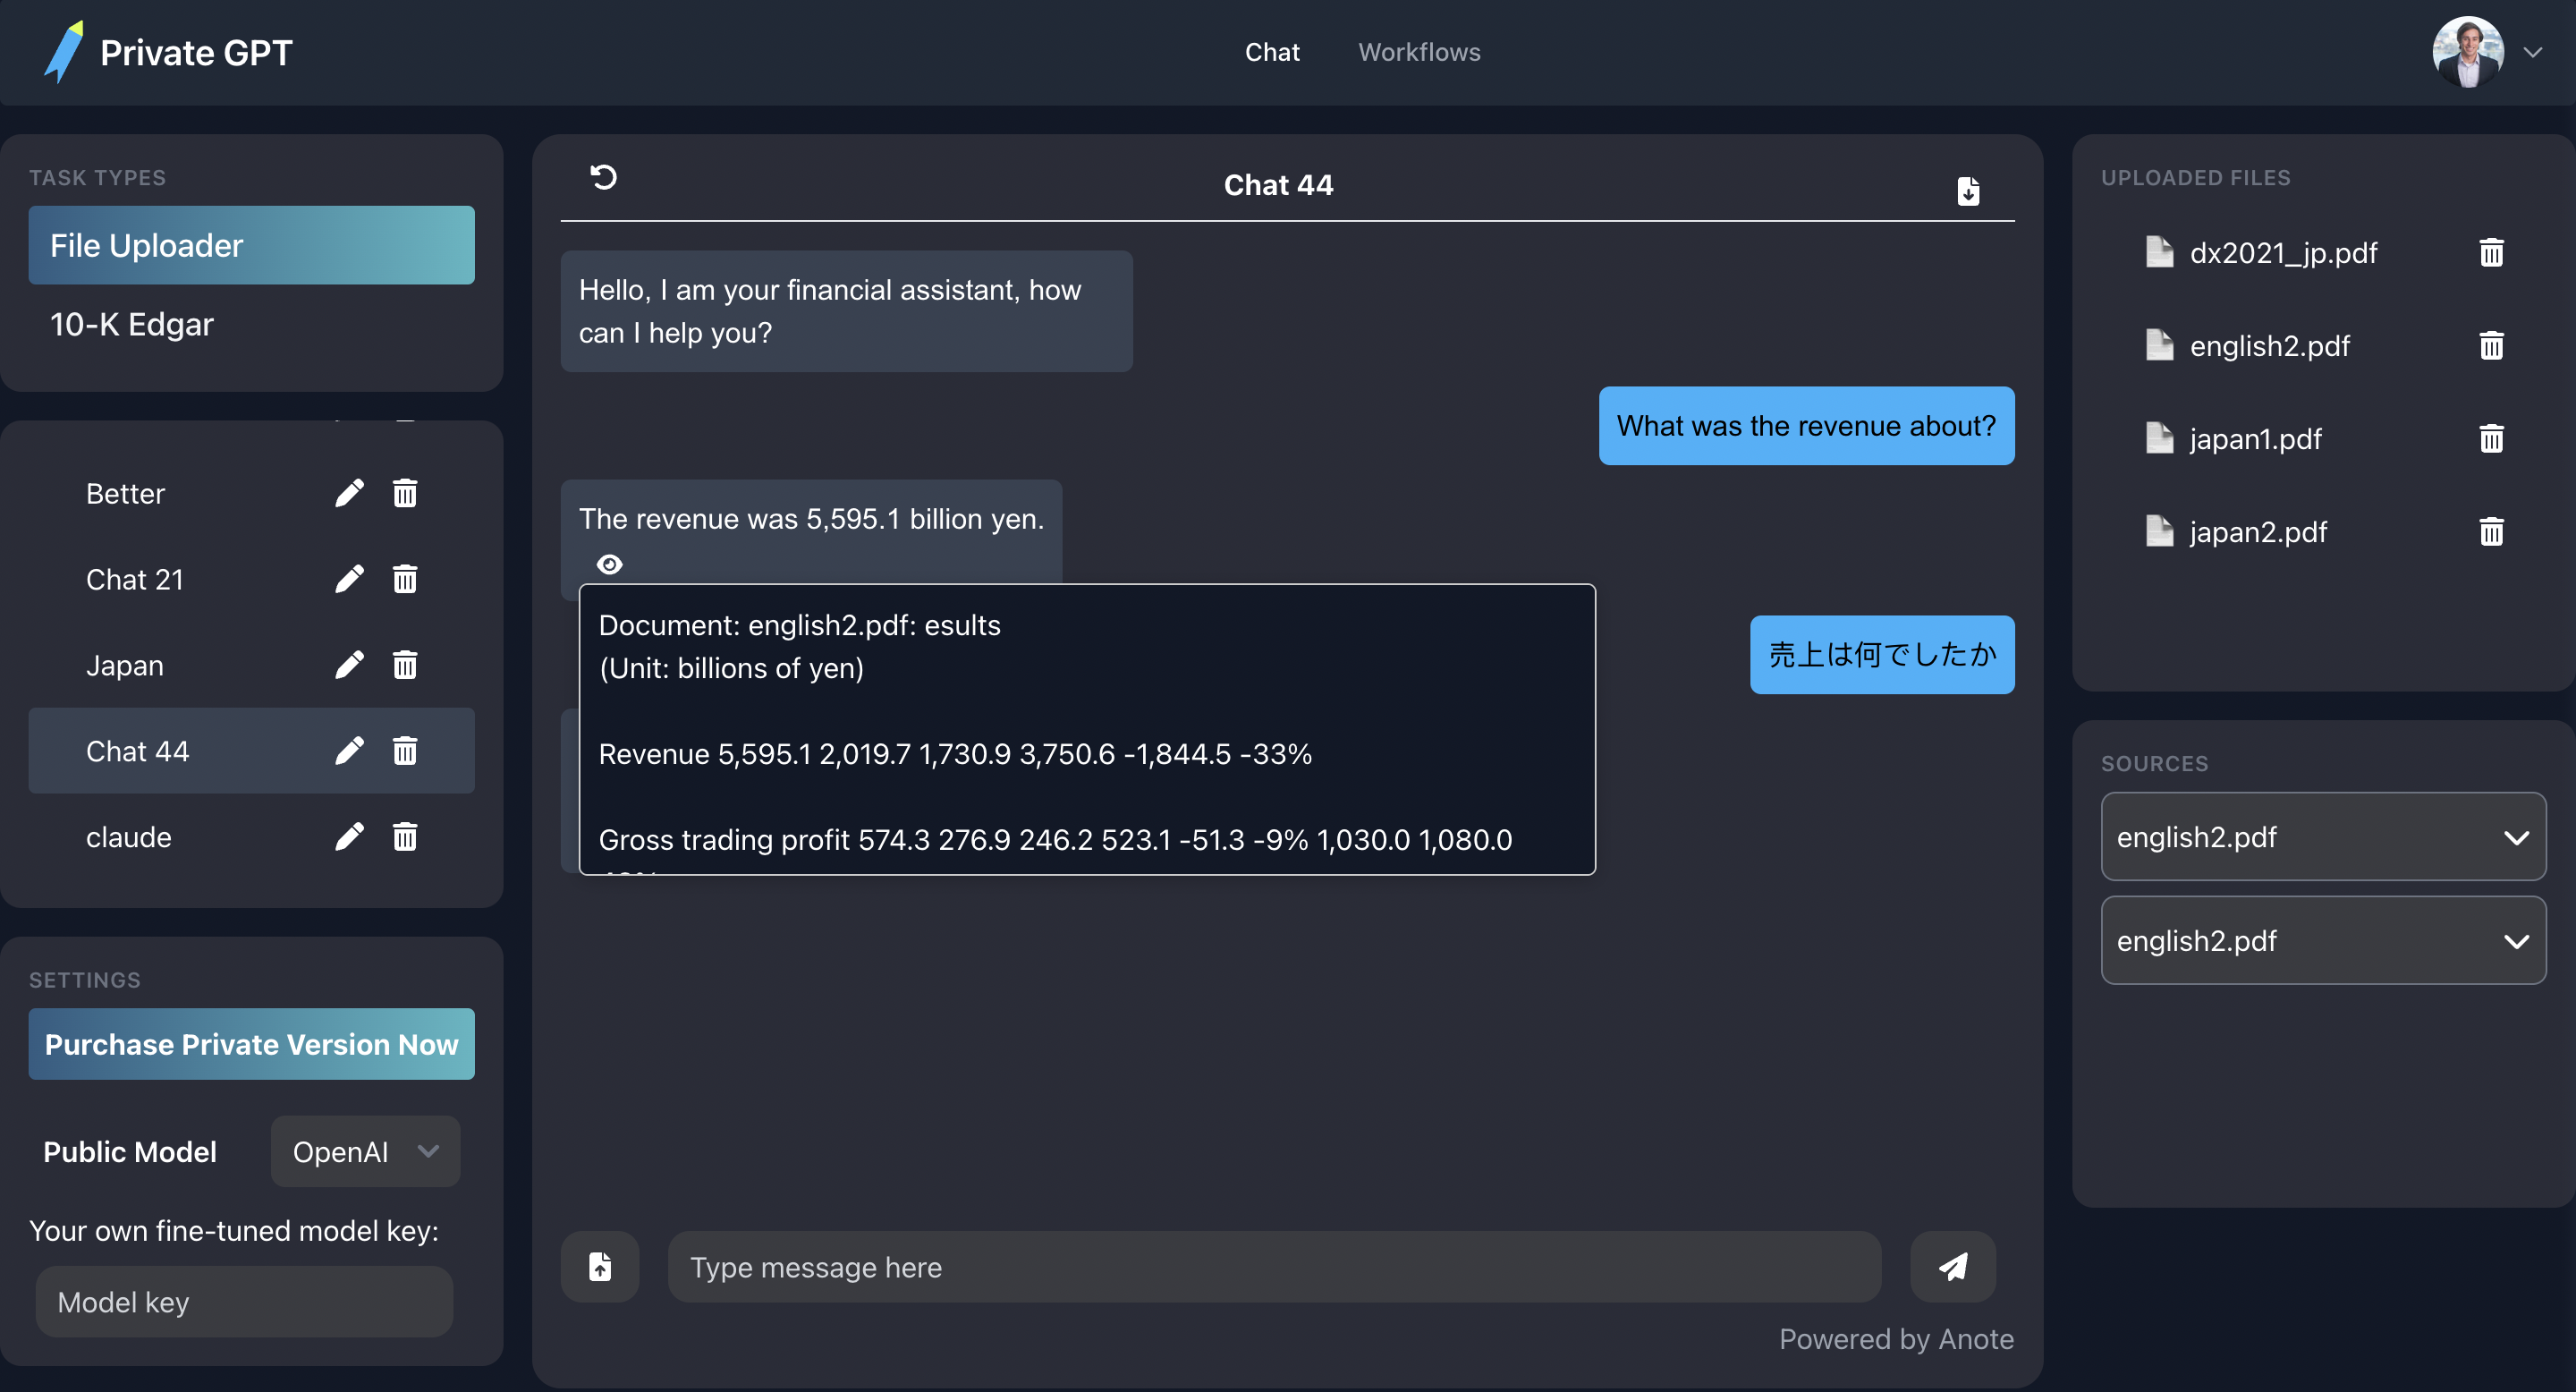 Private GPT
Chat
Workflows
TASK TYPES
File Uploader
10-K Edgar
Better
Chat 21
Japan
Chat 44
claude
SETTINGS
Purchase Private Version Now
Public Model
OpenAI
Your own fine-tuned model key:
Model key
Chat 44
Hello, I am your financial assistant, how
can I help you?
What was the revenue about?
The revenue was 5,595.1 billion yen.
Document: english2.pdf: esults
(Unit: billions of yen)
Revenue 5,595.1 2,019.7 1,730.9 3,750.6 -1,844.5 -33%
Gross trading profit 574.3 276.9 246.2 523.1 -51.3 -9% 1,030.0 1,080.0
売上は何でしたか
Type message here
Powered by Anote
UPLOADED FILES
dx2021_jp.pdf
english2.pdf
japan1.pdf
japan2.pdf
SOURCES
english2.pdf
english2.pdf